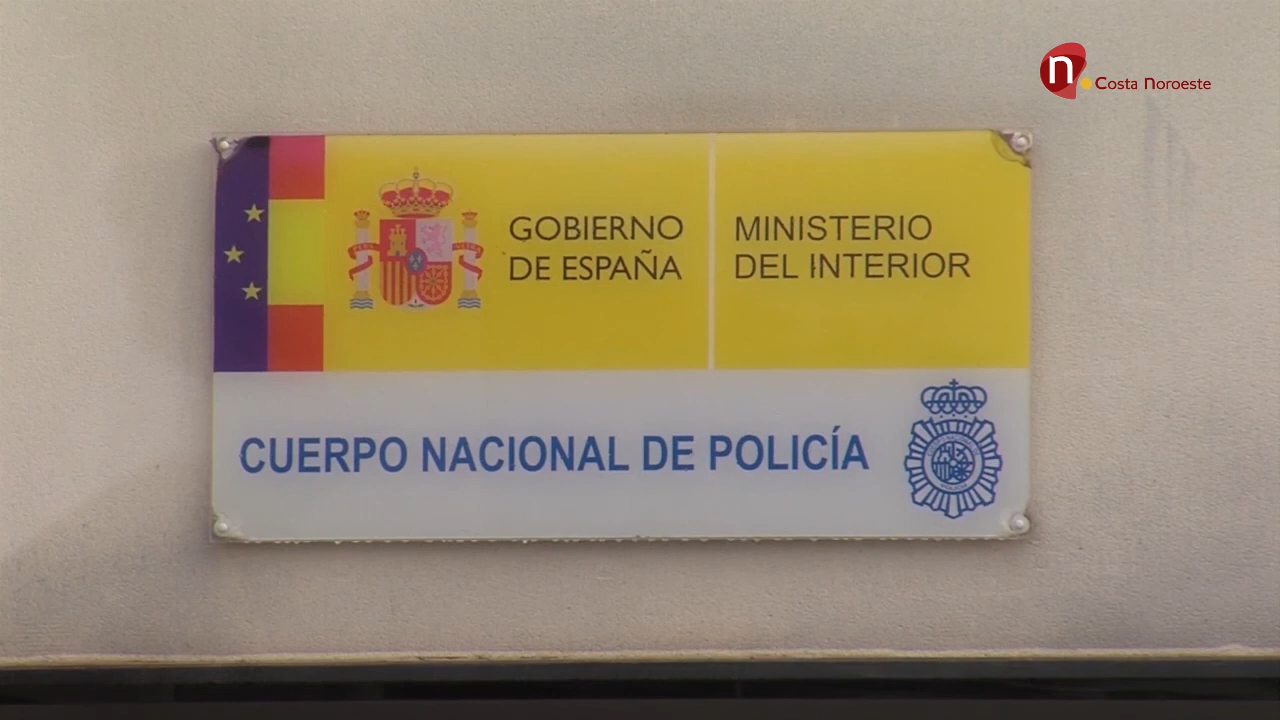 n
Costa noroeste
GOBIERNO
DE ESPAÑA
MINISTERIO
DEL INTERIOR
CUERPO NACIONAL DE POLICÍA